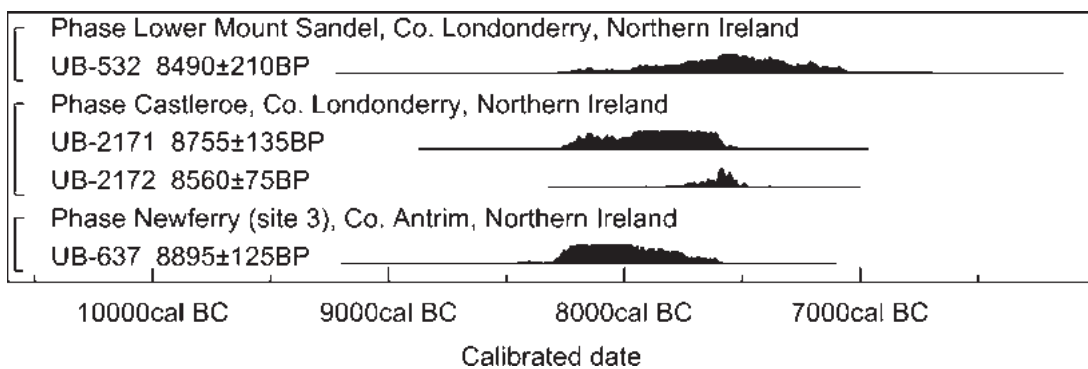 Phase Lower Mount Sandel, Co. Londonderry, Northern Ireland
UB-532 8490±210BP
Phase Castleroe, Co. Londonderry, Northern Ireland
UB-2171 8755±135BP
UB-2172 8560±75BP
Phase Newferry (site 3), Co. Antrim, Northern Ireland
UB-637 8895±125BP
10000cal BC 9000cal BC 8000cal BC 7000cal BC
Calibrated date